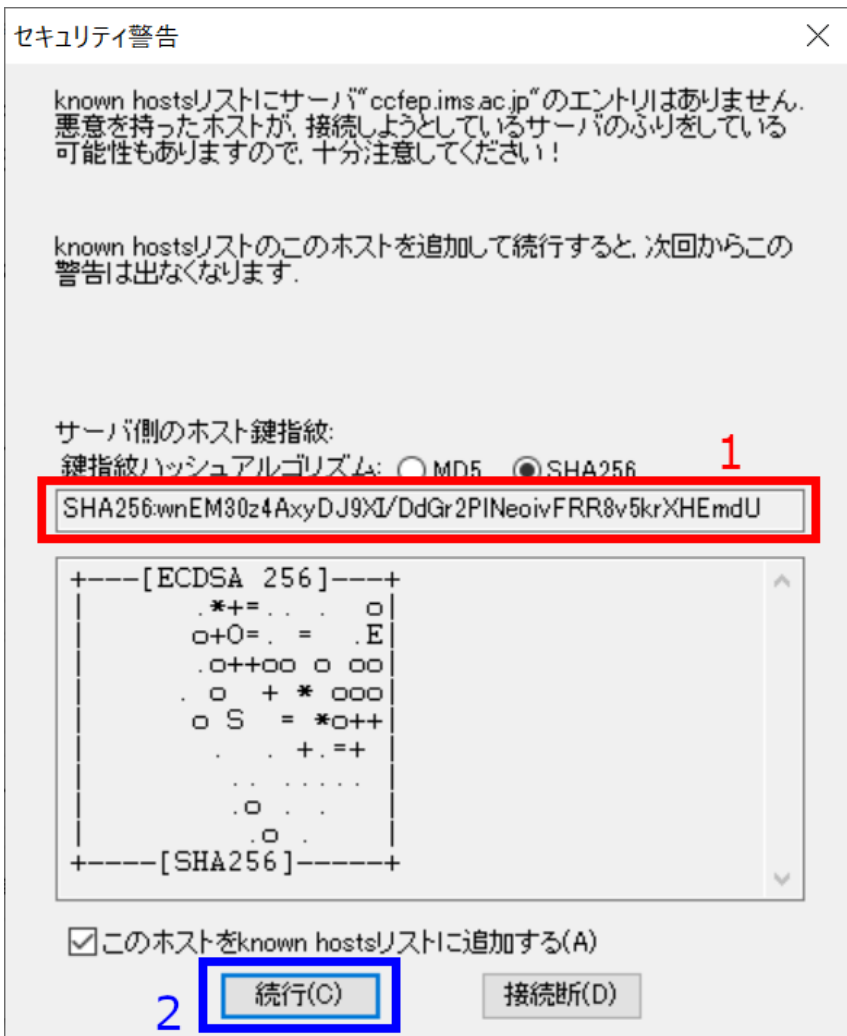 セキュリティ警告
known hostsリストにサーバ"ccfep.ims.ac.jp"のエントリはありません.
悪意を持ったホストが, 接続しようとしているサーバのふりをしている
可能性もありますので, 十分注意してください!
known hostsリストのこのホストを追加して続行すると, 次回からこの
警告は出なくなります.
サーバ側のホスト鍵指紋:
鍵指紋ハッシュアルゴリズム: MD5 SHA256
1
SHA256:wnEM30z4AxyDJ9XI/DdGr2PINeoivFRR8v5krXHEmdU
+---[ECDSA 256]---+
|       .*+=.. .  o|
|       o+O=. =  .E|
|       .o++oo o oo|
|      . o  + * ooo|
|       o S  = *o++|
|        .  . +.=+ |
|         .. ..... |
|         .o . .   |
|          .o .    |
+----[SHA256]-----+
このホストをknown hostsリストに追加する(A)
2
続行(C) 接続断(D)